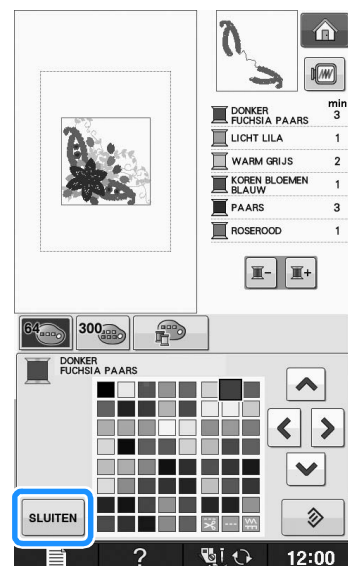 min
DONKER
FUCHSIA PAARS 3
LICHT LILA 1
WARM GRIJS 2
KOREN BLOEMEN
BLAUW 1
PAARS 3
ROSEROOD 1
- +
64 300
DONKER
FUCHSIA PAARS
SLUITEN
? 12:00